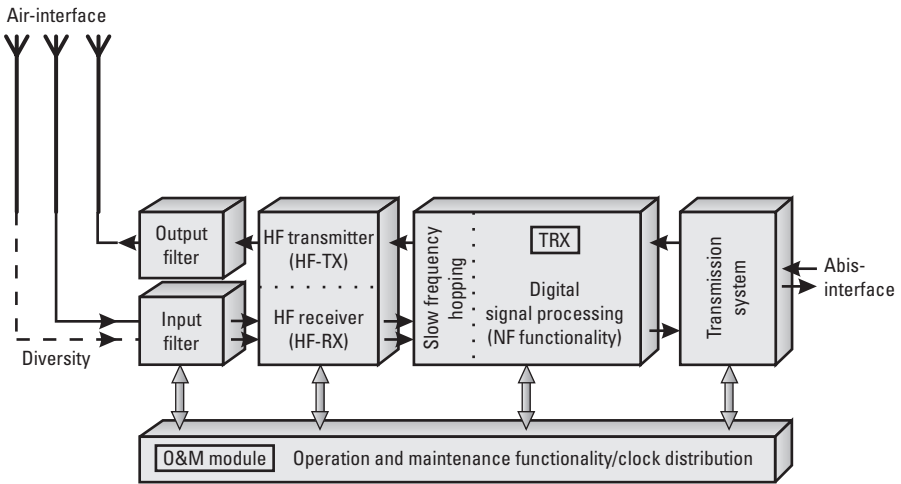 Air-interface
Output
filter
HF transmitter
(HF-TX)
Slow frequency
hopping
TRX
Digital
signal processing
(NF functionality)
Transmission
system
Abis-
interface
Input
filter
HF receiver
(HF-RX)
Diversity
O&M module
Operation and maintenance functionality/clock distribution